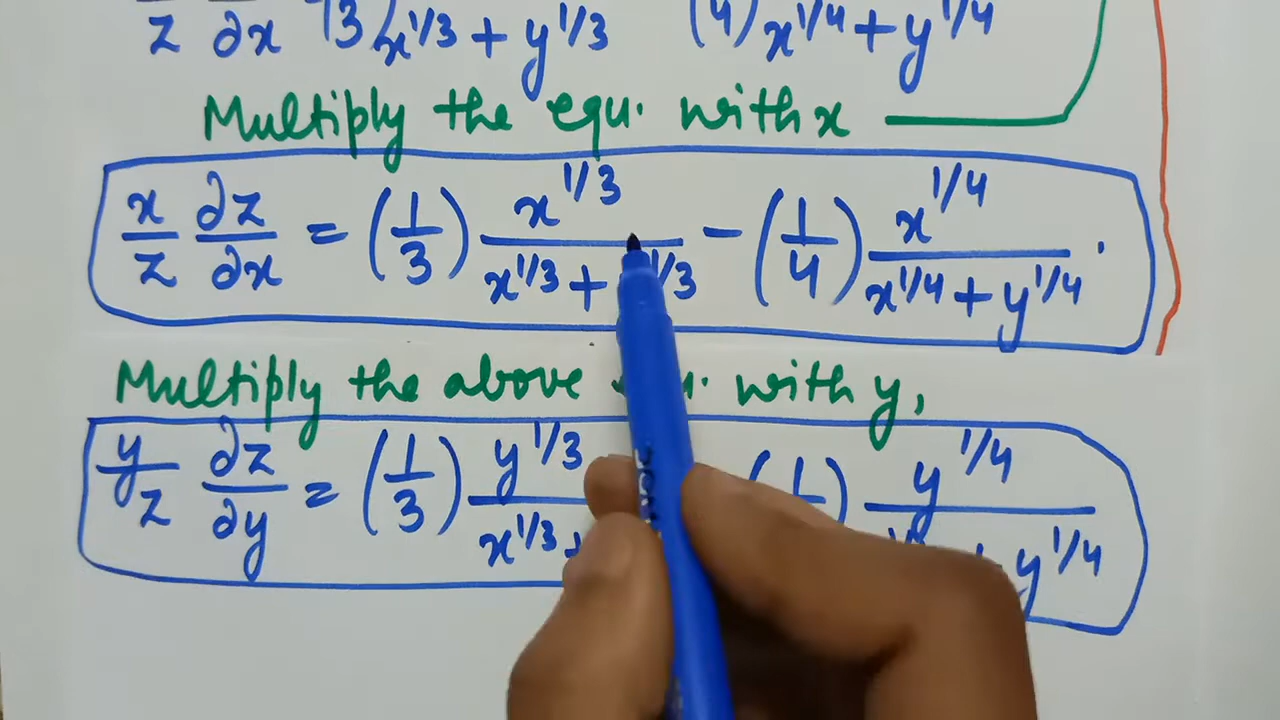 z ∂x 3 x^1/3 + y^1/3 (4) x^1/4 + y^1/4
Multiply the equ. with x
x/z ∂z/∂x = (1/3) x^1/3 / x^1/3 + y^1/3 − (1/4) x^1/4 / x^1/4 + y^1/4 .
Multiply the above with y,
y/z ∂z/∂y = (1/3) y^1/3 / x^1/3 + y^1/4 / + y^1/4